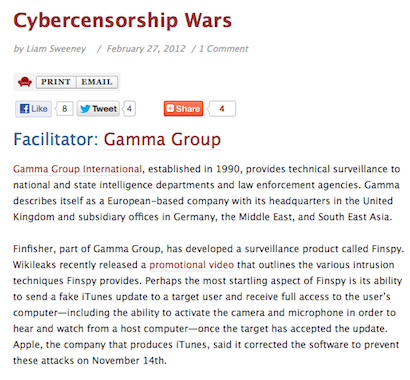 Cybercensorship Wars
by Liam Sweeney / February 27, 2012 / 1 Comment
PRINT EMAIL
Like 8 Tweet 4 Share 4
Facilitator: Gamma Group
Gamma Group International, established in 1990, provides technical surveillance to
national and state intelligence departments and law enforcement agencies. Gamma
describes itself as a European-based company with its headquarters in the United
Kingdom and subsidiary offices in Germany, the Middle East, and South East Asia.
Finfisher, part of Gamma Group, has developed a surveillance product called Finspy.
Wikileaks recently released a promotional video that outlines the various intrusion
techniques Finspy provides. Perhaps the most startling aspect of Finspy is its ability
to send a fake iTunes update to a target user and receive full access to the user's
computer—including the ability to activate the camera and microphone in order to
hear and watch from a host computer—once the target has accepted the update.
Apple, the company that produces iTunes, said it corrected the software to prevent
these attacks on November 14th.